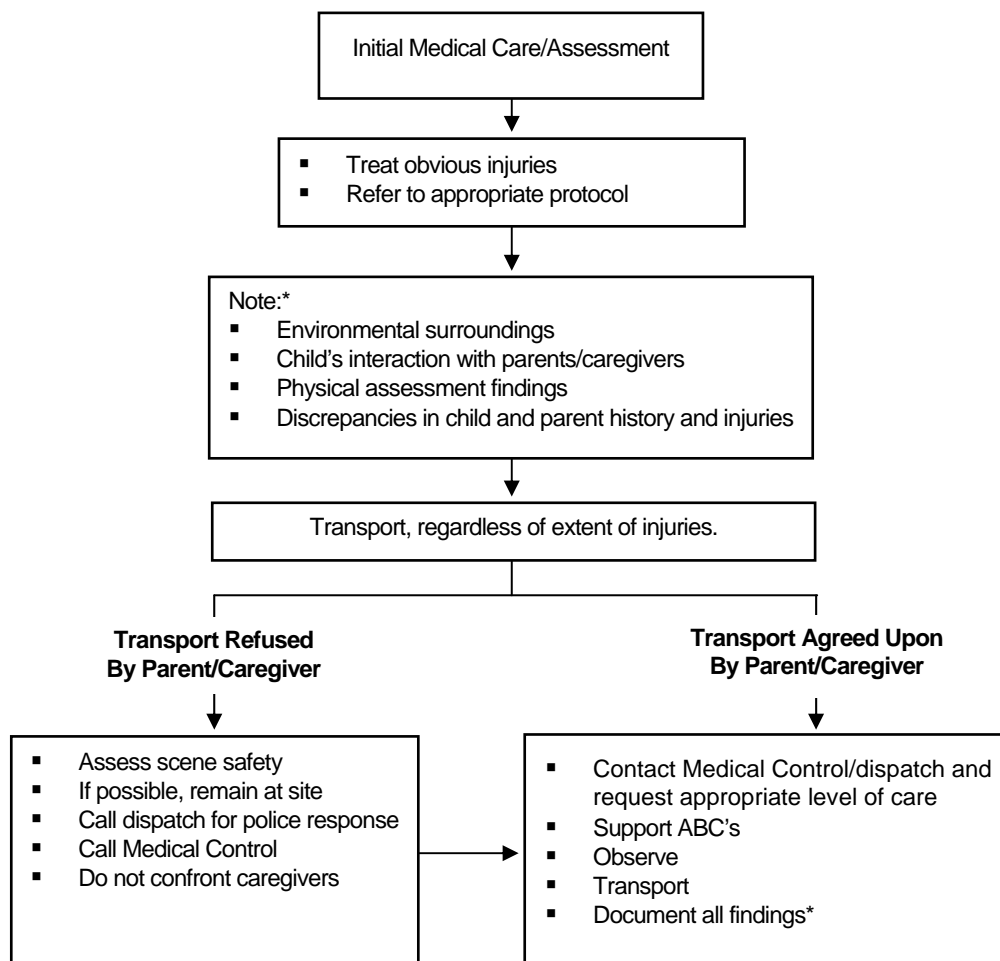 Initial Medical Care/Assessment
▪ Treat obvious injuries
▪ Refer to appropriate protocol
Note:*
▪ Environmental surroundings
▪ Child’s interaction with parents/caregivers
▪ Physical assessment findings
▪ Discrepancies in child and parent history and injuries
Transport, regardless of extent of injuries.
Transport Refused
By Parent/Caregiver
▪ Assess scene safety
▪ If possible, remain at site
▪ Call dispatch for police response
▪ Call Medical Control
▪ Do not confront caregivers
Transport Agreed Upon
By Parent/Caregiver
▪ Contact Medical Control/dispatch and
request appropriate level of care
▪ Support ABC’s
▪ Observe
▪ Transport
▪ Document all findings*